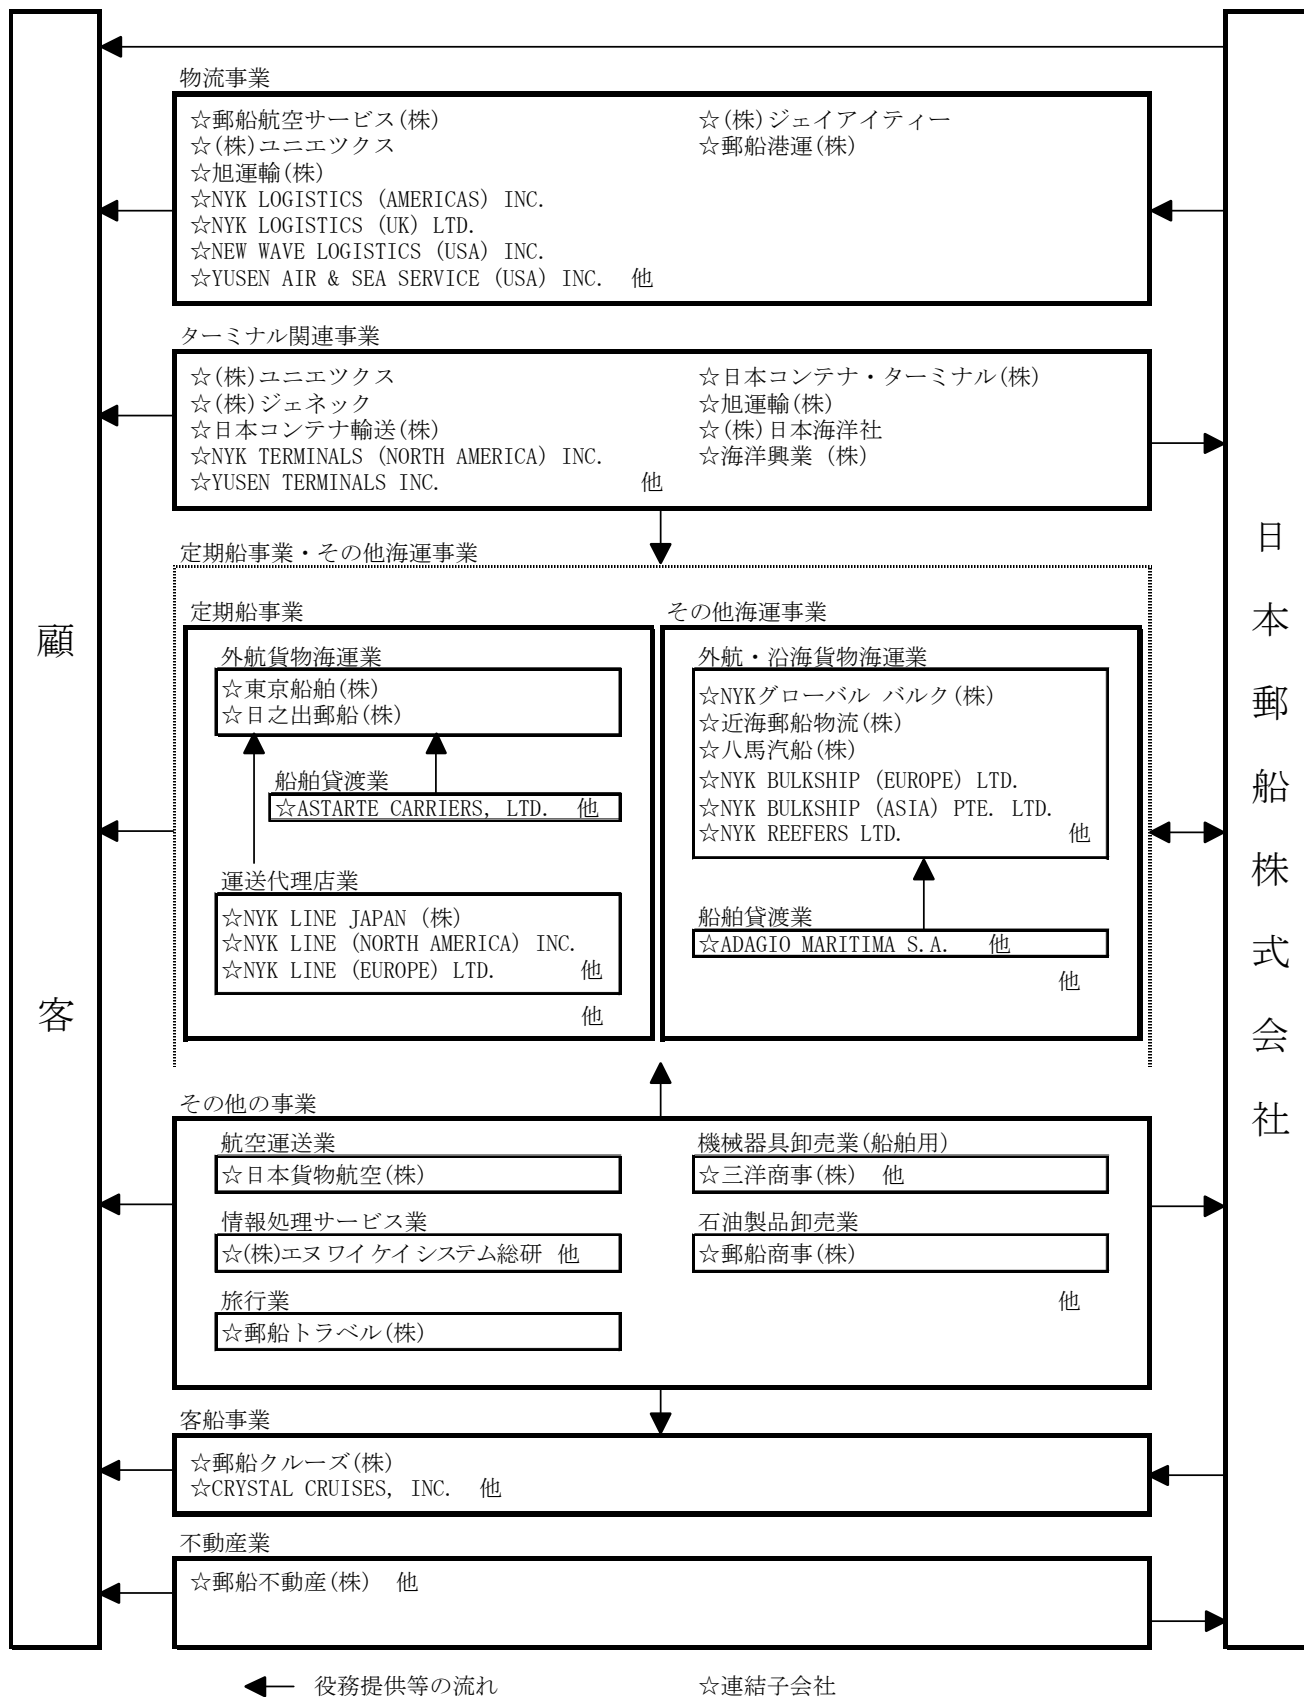 顧客
日本郵船株式会社
物流事業
☆郵船航空サービス(株)
☆(株)ユニエツクス
☆旭運輸(株)
☆NYK LOGISTICS (AMERICAS) INC.
☆NYK LOGISTICS (UK) LTD.
☆NEW WAVE LOGISTICS (USA) INC.
☆YUSEN AIR & SEA SERVICE (USA) INC. 他
☆(株)ジェイアイティー
☆郵船港運(株)
ターミナル関連事業
☆(株)ユニエツクス
☆(株)ジェネック
☆日本コンテナ輸送(株)
☆NYK TERMINALS (NORTH AMERICA) INC.
☆YUSEN TERMINALS INC. 他
☆日本コンテナ・ターミナル(株)
☆旭運輸(株)
☆(株)日本海洋社
☆海洋興業 (株)
定期船事業・その他海運事業
定期船事業
外航貨物海運業
☆東京船舶(株)
☆日之出郵船(株)
船舶貸渡業
☆ASTARTE CARRIERS, LTD. 他
運送代理店業
☆NYK LINE JAPAN (株)
☆NYK LINE (NORTH AMERICA) INC.
☆NYK LINE (EUROPE) LTD. 他
他
その他海運事業
外航・沿海貨物海運業
☆NYKグローバル バルク(株)
☆近海郵船物流(株)
☆八馬汽船(株)
☆NYK BULKSHIP (EUROPE) LTD.
☆NYK BULKSHIP (ASIA) PTE. LTD.
☆NYK REEFERS LTD. 他
船舶貸渡業
☆ADAGIO MARITIMA S.A. 他
他
その他の事業
航空運送業
☆日本貨物航空(株)
情報処理サービス業
☆(株)エヌワイケイシステム総研 他
旅行業
☆郵船トラベル(株)
機械器具卸売業(船舶用)
☆三洋商事(株) 他
石油製品卸売業
☆郵船商事(株)
他
客船事業
☆郵船クルーズ(株)
☆CRYSTAL CRUISES, INC. 他
不動産業
☆郵船不動産(株) 他
役務提供等の流れ
☆連結子会社